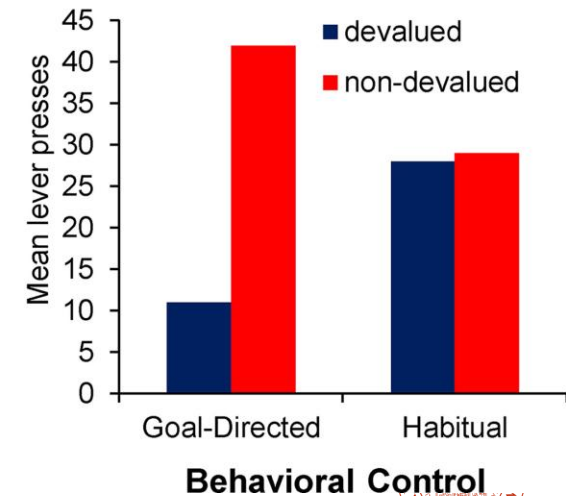 45
40
35
30
25
20
15
10
5
0
Mean lever presses
devalued
non-devalued
Goal-Directed
Habitual
Behavioral Control